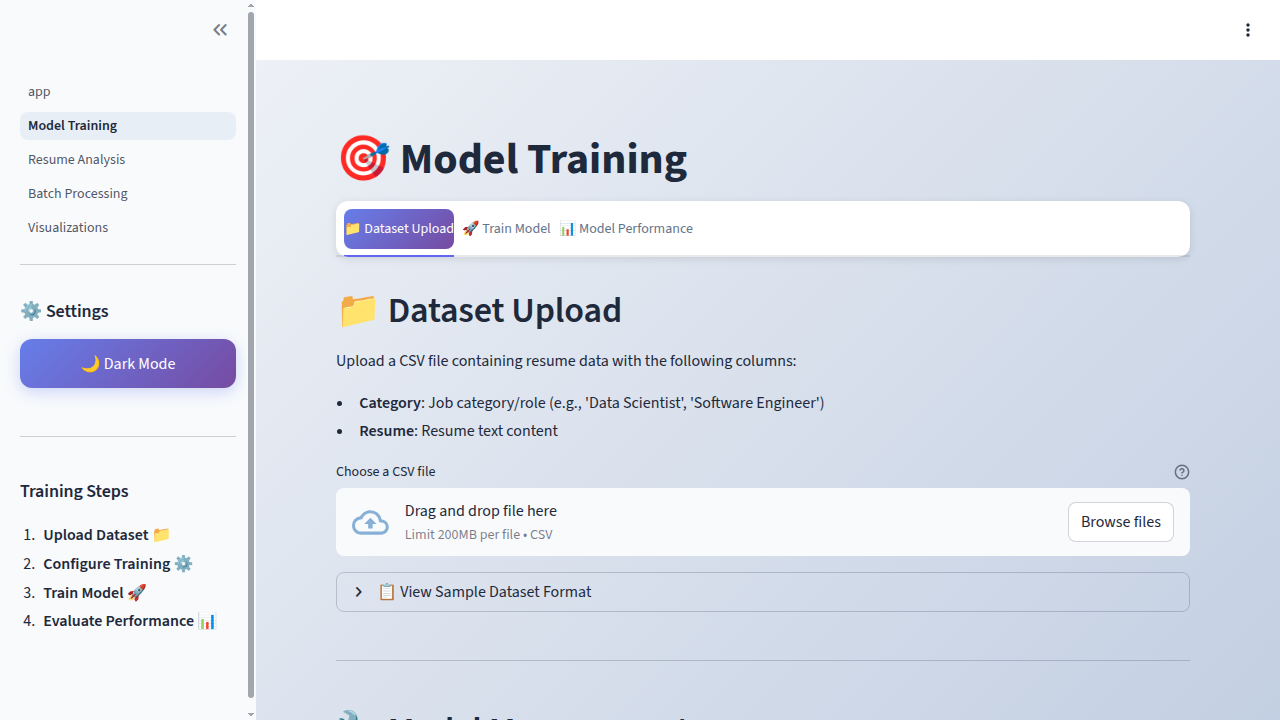 app
Model Training
Resume Analysis
Batch Processing
Visualizations
⚙️ Settings
🌙 Dark Mode
Training Steps
1. Upload Dataset 📁
2. Configure Training ⚙️
3. Train Model 🚀
4. Evaluate Performance 📊
🎯 Model Training
📁 Dataset Upload 🚀 Train Model 📊 Model Performance
📁 Dataset Upload
Upload a CSV file containing resume data with the following columns:
• Category: Job category/role (e.g., 'Data Scientist', 'Software Engineer')
• Resume: Resume text content
Choose a CSV file
Drag and drop file here
Limit 200MB per file • CSV
Browse files
📋 View Sample Dataset Format